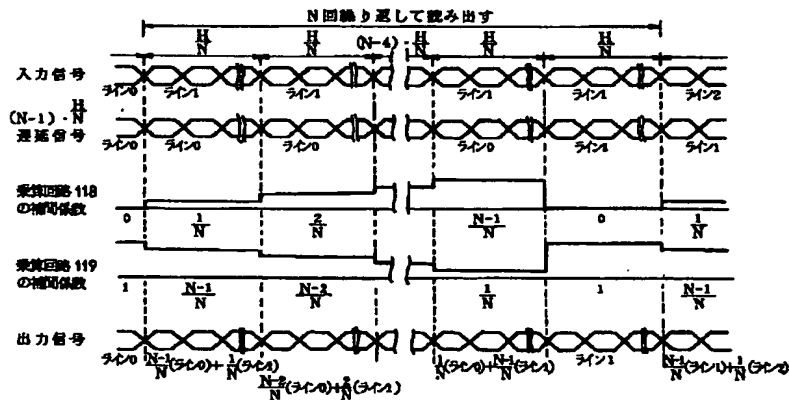 N回繰り返して読み出す
H/N H/N (N-4)・H/N H/N H/N
入力信号
ライン0 ライン1 ライン1 ライン1 ライン1 ライン2
(N-1)・H/N
遅延信号
ライン0 ライン0 ライン0 ライン0 ライン1 ライン1
乗算回路118
の補間係数
0 1/N 2/N N-1/N 0 1/N
乗算回路119
の補間係数
1 N-1/N N-2/N 1/N 1 N-1/N
出力信号
ライン0 N-1/N(ライン0)+1/N(ライン1) 1/N(ライン0)+N-1/N(ライン1) ライン1 N-1/N(ライン1)+1/N(ライン2)
N-2/N(ライン0)+2/N(ライン1)